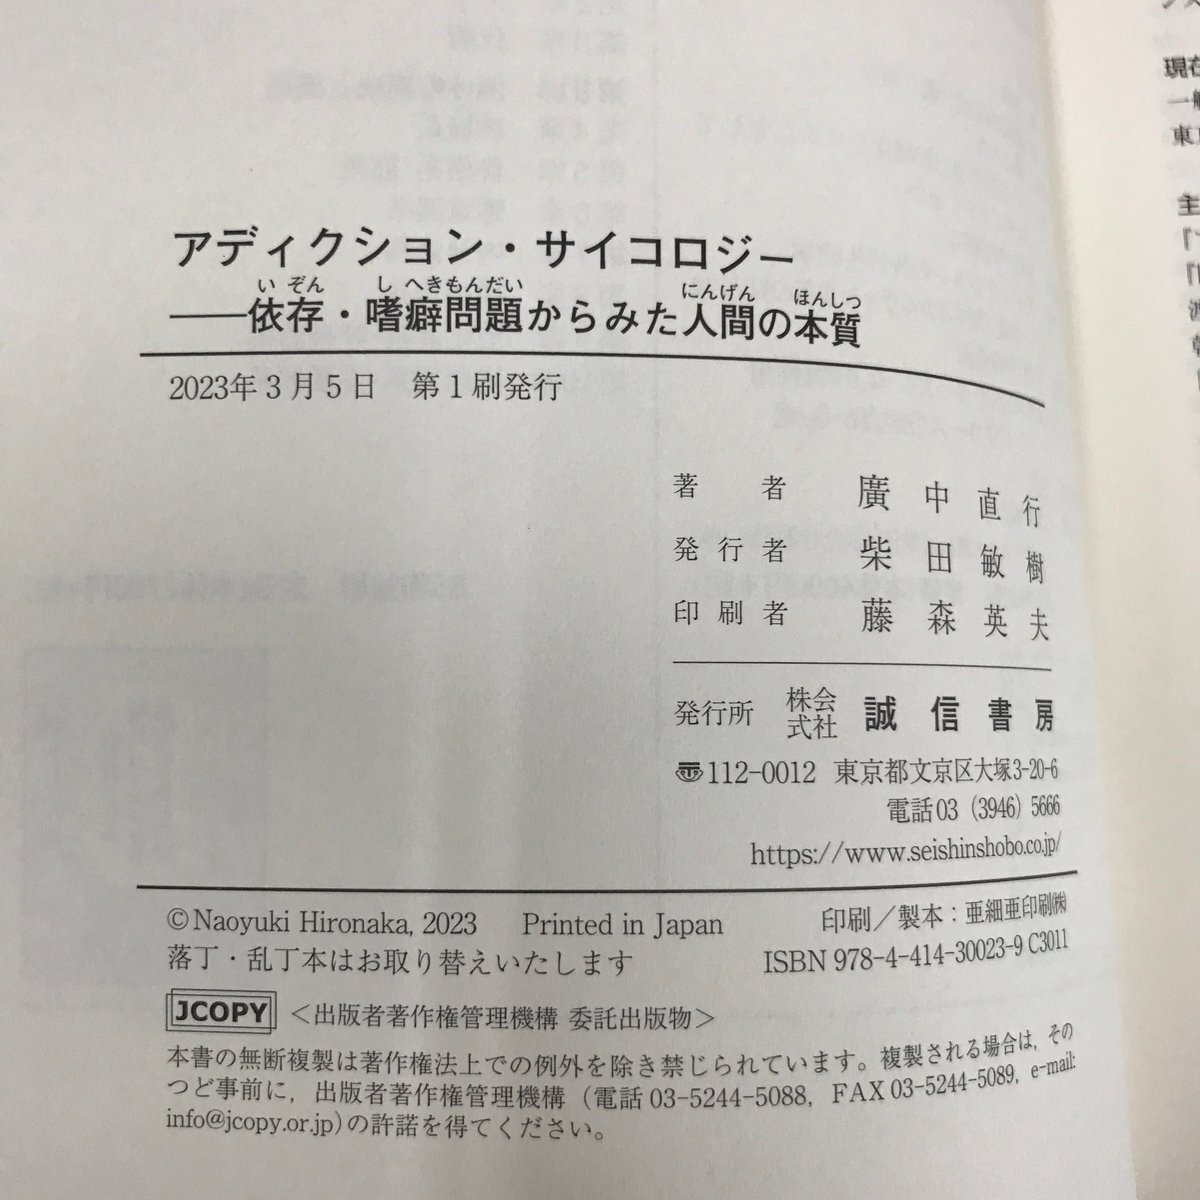 アディクション・サイコロジー
い ぞん し へきもんだい にんげん ほんしつ
――依存・嗜癖問題からみた人間の本質
2023年3月5日 第1刷発行
著 者 廣中直行
発行者 柴田敏樹
印刷者 藤森英夫
発行所 株式会社 誠信書房
〠112-0012 東京都文京区大塚3-20-6
電話03（3946）5666
https://www.seishinshobo.co.jp/
©Naoyuki Hironaka, 2023 Printed in Japan 印刷／製本：亜細亜印刷㈱
落丁・乱丁本はお取り替えいたします ISBN 978-4-414-30023-9 C3011
JCOPY ＜出版者著作権管理機構 委託出版物＞
本書の無断複製は著作権法上での例外を除き禁じられています。複製される場合は，その
つど事前に，出版者著作権管理機構（電話 03-5244-5088，FAX 03-5244-5089，e-mail:
info@jcopy.or.jp)の許諾を得てください。
現在
東京
主